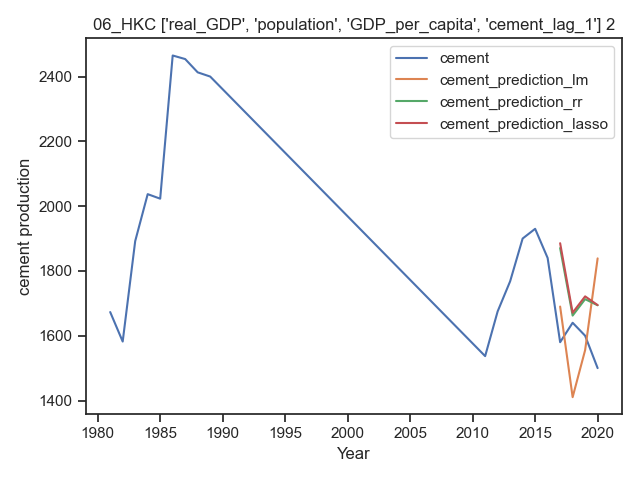 06_HKC ['real_GDP', 'population', 'GDP_per_capita', 'cement_lag_1'] 2
cement
cement_prediction_lm
cement_prediction_rr
cement_prediction_lasso
cement production
2400
2200
2000
1800
1600
1400
1980 1985 1990 1995 2000 2005 2010 2015 2020
Year